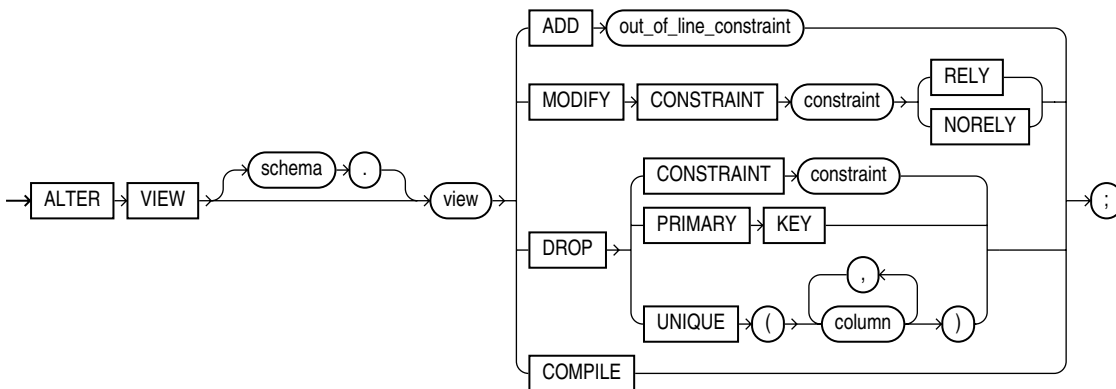 ADD out_of_line_constraint
MODIFY CONSTRAINT constraint RELY
NORELY
schema .
ALTER VIEW view
CONSTRAINT constraint
PRIMARY KEY
DROP
,
UNIQUE ( column )
COMPILE
;